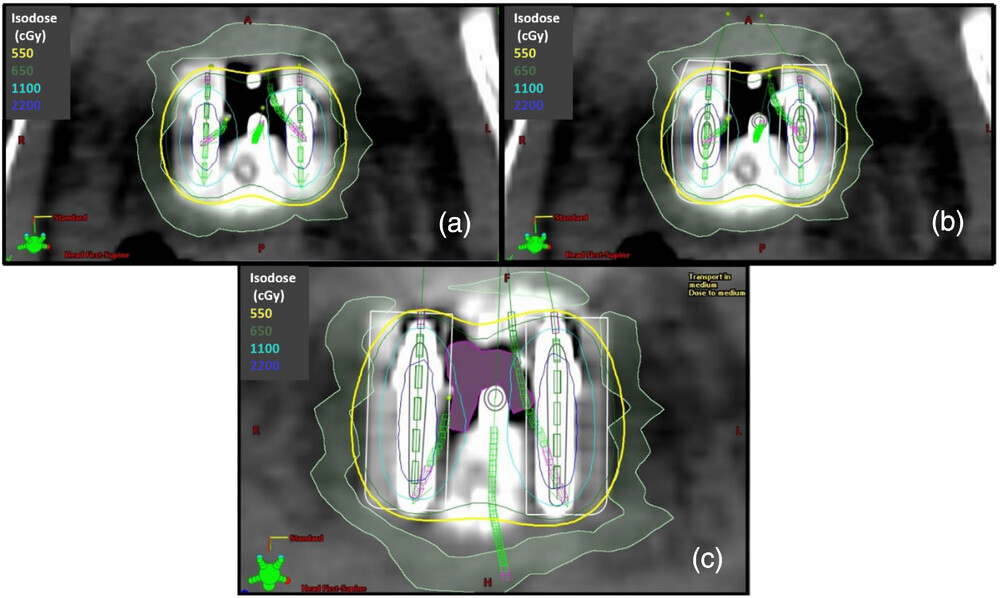 Isodose
(cGy)
550
650
1100
2200
A
R
L
P
Standard
Head First-Supine
(a)
Isodose
(cGy)
550
650
1100
2200
A
R
L
P
Standard
Head First-Supine
(b)
Isodose
(cGy)
550
650
1100
2200
F
Transport in
medium
Dose to medium
R
L
H
Standard
Head First-Supine
(c)